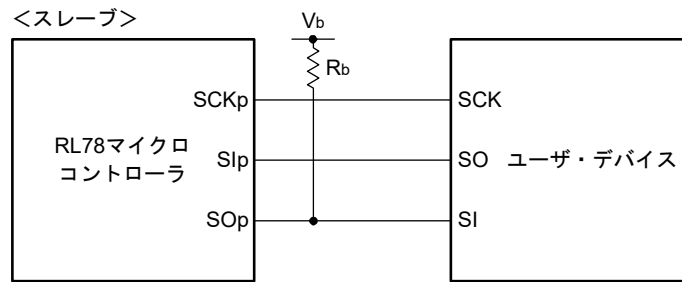 ＜スレーブ＞
Vb
Rb
SCKp
SCK
RL78マイクロ
コントローラ
SIp
SO
ユーザ・デバイス
SOp
SI